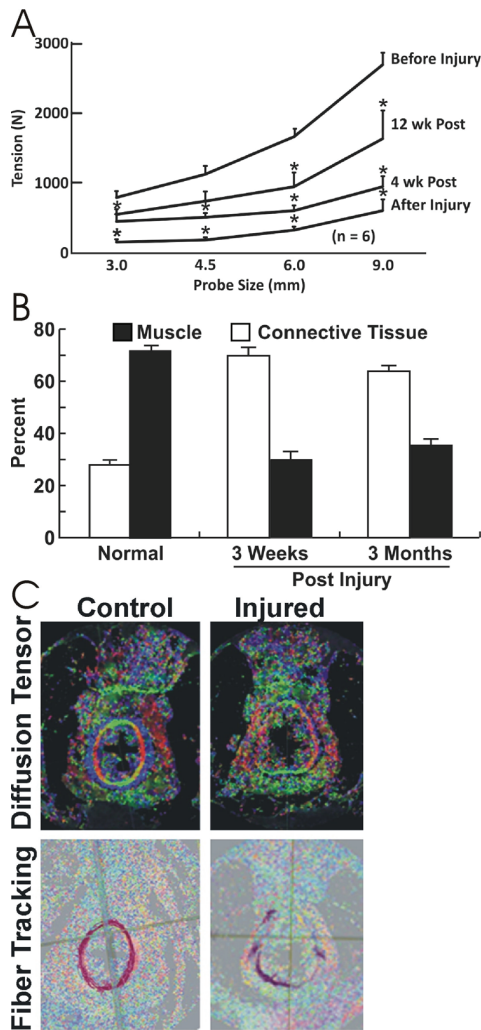 A
3000
2000
1000
0
Tension (N)
Before Injury
*
12 wk Post
*
*
*
4 wk Post
*
*
*
*
*
After Injury
(n = 6)
3.0 4.5 6.0 9.0
Probe Size (mm)
B
80
60
40
20
0
Percent
Muscle Connective Tissue
Normal 3 Weeks 3 Months
Post Injury
C
Control Injured
Diffusion Tensor
Fiber Tracking